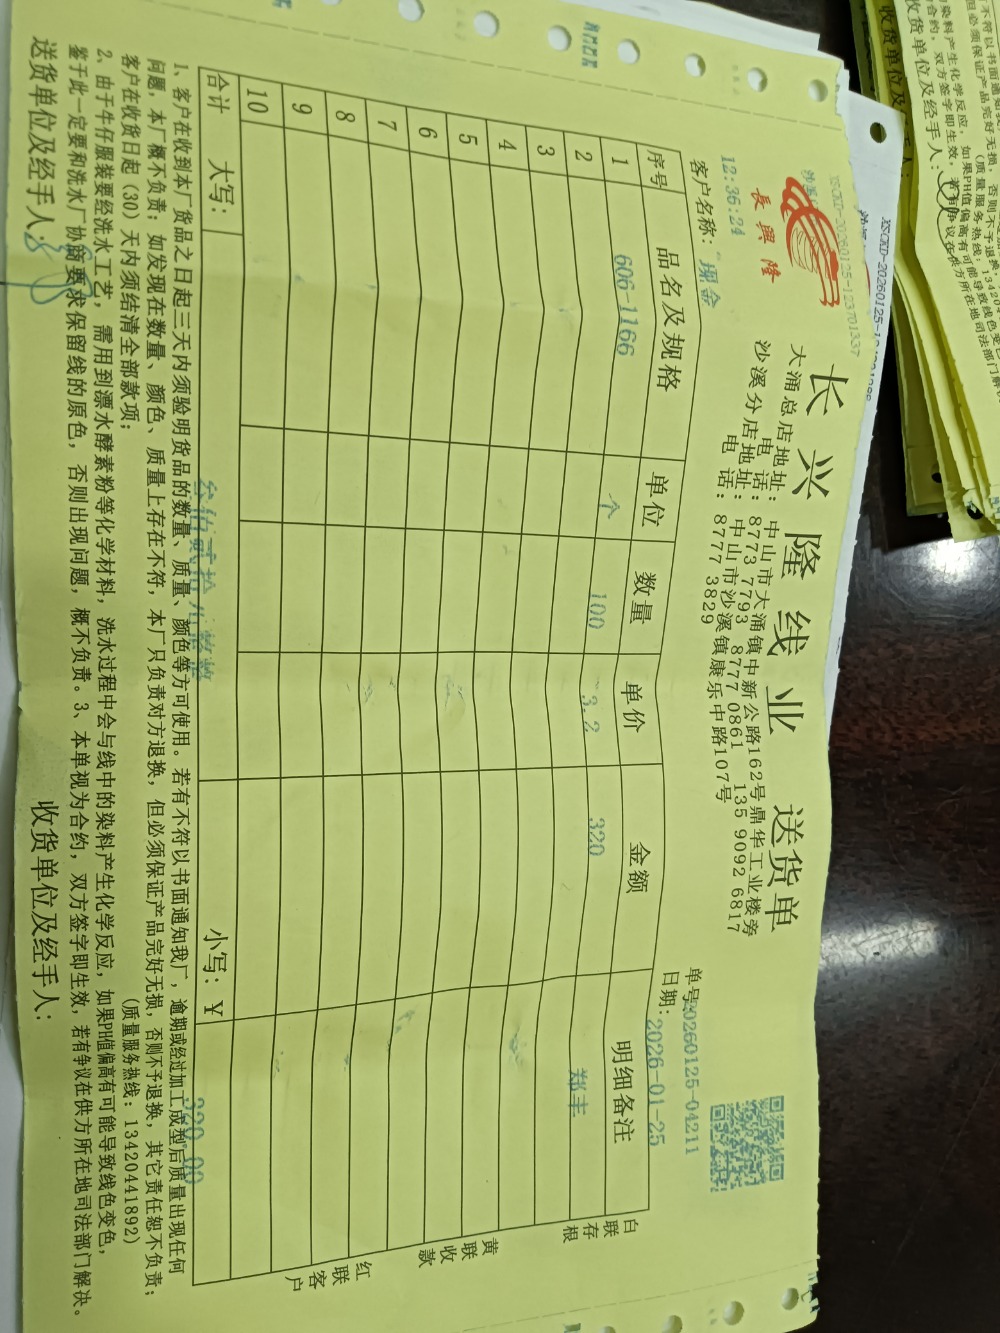 XSCKD-20260125-123701337
長興隆
长兴隆线业 送货单
大涌总店地址：中山市大涌镇中新公路162号鼎华工业楼旁
电 话：8773 7793 8777 0861 135 9092 6817
沙溪分店地址：中山市沙溪镇康乐中路107号
电 话：8777 3829
12:36:24
单号：20260125-04211
客户名称：现金
日期：2026-01-25
序号 品名及规格 单位 数量 单价 金额 明细备注
1 606-1166 个 100 3.2 320 郑丰
2
3
4
5
6
7
8
9
10
合计 大写：叁佰贰拾元整 小写：￥ 320.00
白联存根
黄联收款
红联客户
1、客户在收到本厂货品之日起三天内须验明货品的数量、质量、颜色等方可使用。若有不符以书面通知我厂，逾期或经过加工成型后质量出现任何
问题，本厂概不负责；如发现在数量、颜色、质量上存在不符，本厂只负责对方退换，但必须保证产品完好无损，否则不予退换，其它责任恕不负责；
客户在收货日起（30）天内须结清全部款项； （质量服务热线：13420441892）
2、由于牛仔服装要经洗水工艺，需用到漂水酵素粉等化学材料，洗水过程中会与线中的染料产生化学反应，如果PH值偏高有可能导致线色变色，
鉴于此一定要和洗水厂协商要求保留线的原色，否则出现问题，概不负责。3、本单视为合约，双方签字即生效，若有争议在供方所在地司法部门解决。
送货单位及经手人： 收货单位及经手人：